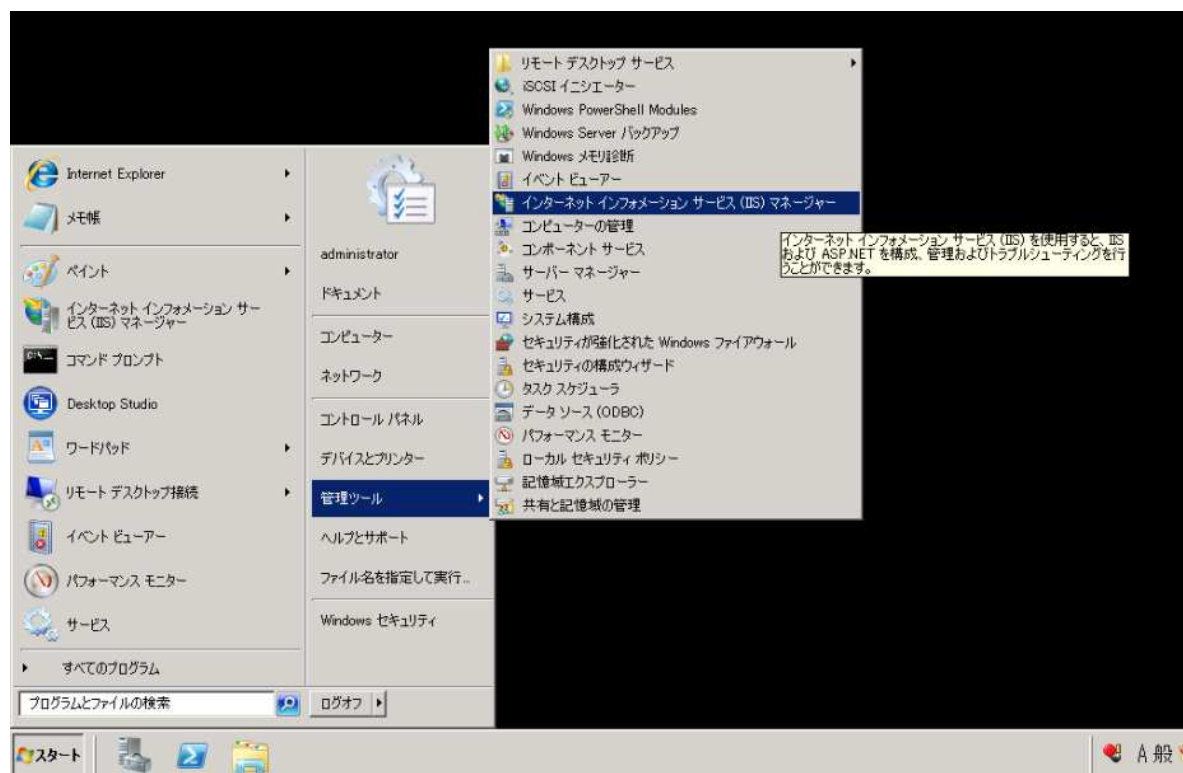 Internet Explorer
メモ帳
ペイント
インターネット インフォメーション サー
ビス (IIS) マネージャー
コマンド プロンプト
Desktop Studio
ワードパッド
リモート デスクトップ接続
イベント ビューアー
パフォーマンス モニター
サービス
すべてのプログラム
プログラムとファイルの検索
administrator
ドキュメント
コンピューター
ネットワーク
コントロール パネル
デバイスとプリンター
管理ツール
ヘルプとサポート
ファイル名を指定して実行...
Windows セキュリティ
ログオフ
リモート デスクトップ サービス
iSCSI イニシエーター
Windows PowerShell Modules
Windows Server バックアップ
Windows メモリ診断
イベント ビューアー
インターネット インフォメーション サービス (IIS) マネージャー
コンピューターの管理
コンポーネント サービス
サーバー マネージャー
サービス
システム構成
セキュリティが強化された Windows ファイアウォール
セキュリティの構成ウィザード
タスク スケジューラ
データ ソース (ODBC)
パフォーマンス モニター
ローカル セキュリティ ポリシー
記憶域エクスプローラー
共有と記憶域の管理
インターネット インフォメーション サービス (IIS) を使用すると、IIS
および ASP.NET を構成、管理およびトラブルシューティングを行
うことができます。
スタート
A 般